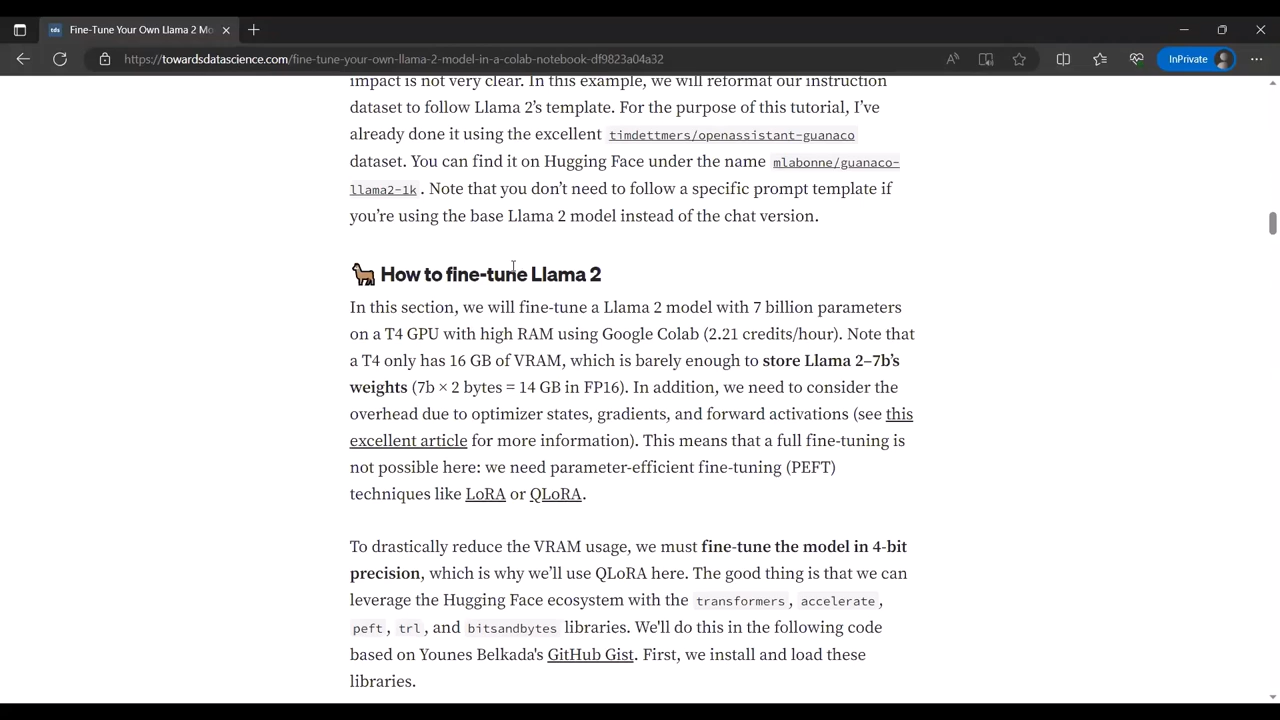 Fine-Tune Your Own Llama 2 Mo
https://towardsdatascience.com/fine-tune-your-own-llama-2-model-in-a-colab-notebook-df9823a04a32
InPrivate
impact is not very clear. In this example, we will reformat our instruction
dataset to follow Llama 2’s template. For the purpose of this tutorial, I’ve
already done it using the excellent timdettmers/openassistant-guanaco
dataset. You can find it on Hugging Face under the name mlabonne/guanaco-
llama2-1k. Note that you don’t need to follow a specific prompt template if
you’re using the base Llama 2 model instead of the chat version.
How to fine-tune Llama 2
In this section, we will fine-tune a Llama 2 model with 7 billion parameters
on a T4 GPU with high RAM using Google Colab (2.21 credits/hour). Note that
a T4 only has 16 GB of VRAM, which is barely enough to store Llama 2–7b’s
weights (7b × 2 bytes = 14 GB in FP16). In addition, we need to consider the
overhead due to optimizer states, gradients, and forward activations (see this
excellent article for more information). This means that a full fine-tuning is
not possible here: we need parameter-efficient fine-tuning (PEFT)
techniques like LoRA or QLoRA.
To drastically reduce the VRAM usage, we must fine-tune the model in 4-bit
precision, which is why we’ll use QLoRA here. The good thing is that we can
leverage the Hugging Face ecosystem with the transformers, accelerate,
peft, trl, and bitsandbytes libraries. We'll do this in the following code
based on Younes Belkada's GitHub Gist. First, we install and load these
libraries.